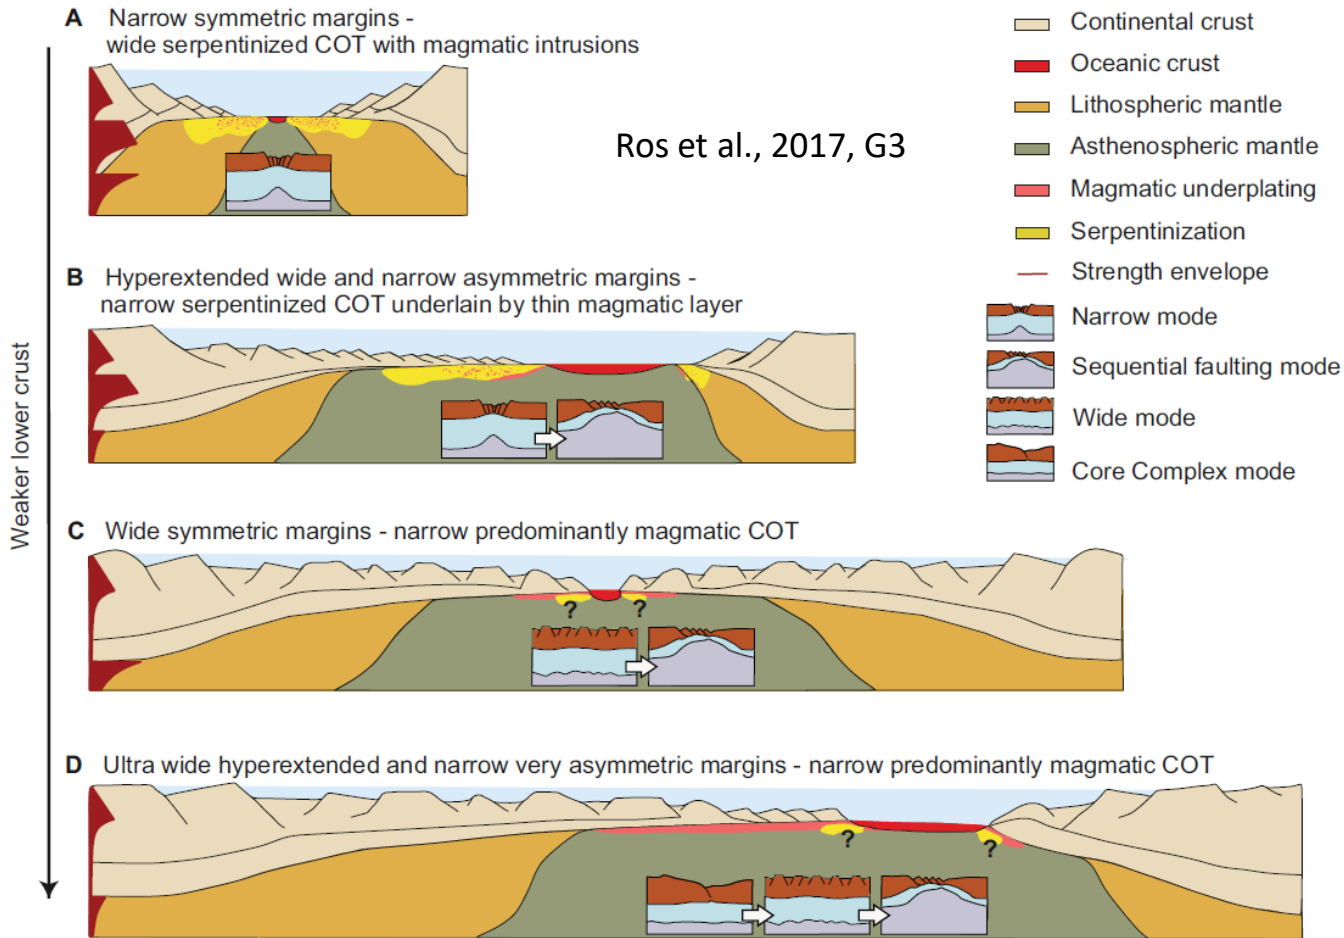 A Narrow symmetric margins -
wide serpentinized COT with magmatic intrusions
Ros et al., 2017, G3
Continental crust
Oceanic crust
Lithospheric mantle
Asthenospheric mantle
Magmatic underplating
Serpentinization
Strength envelope
Narrow mode
Sequential faulting mode
Wide mode
Core Complex mode
Weaker lower crust
B Hyperextended wide and narrow asymmetric margins -
narrow serpentinized COT underlain by thin magmatic layer
C Wide symmetric margins - narrow predominantly magmatic COT
? ?
D Ultra wide hyperextended and narrow very asymmetric margins - narrow predominantly magmatic COT
? ?